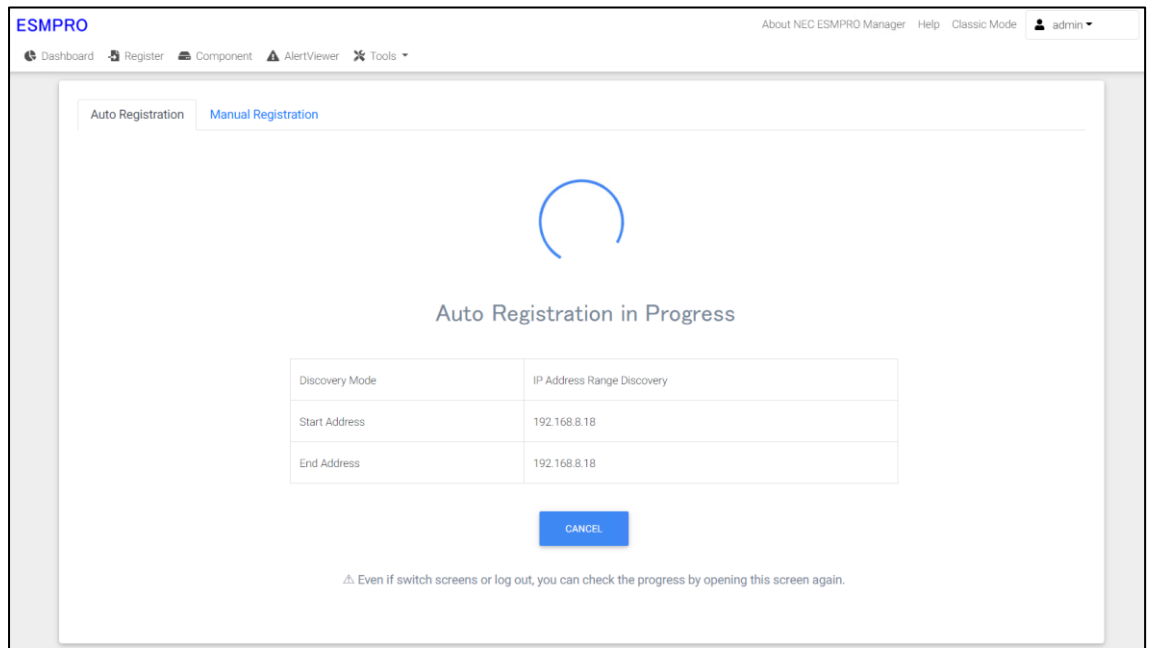 ESMPRO
About NEC ESMPRO Manager Help Classic Mode admin
Dashboard Register Component AlertViewer Tools
Auto Registration Manual Registration
Auto Registration in Progress
Discovery Mode IP Address Range Discovery
Start Address 192.168.8.18
End Address 192.168.8.18
CANCEL
⚠ Even if switch screens or log out, you can check the progress by opening this screen again.